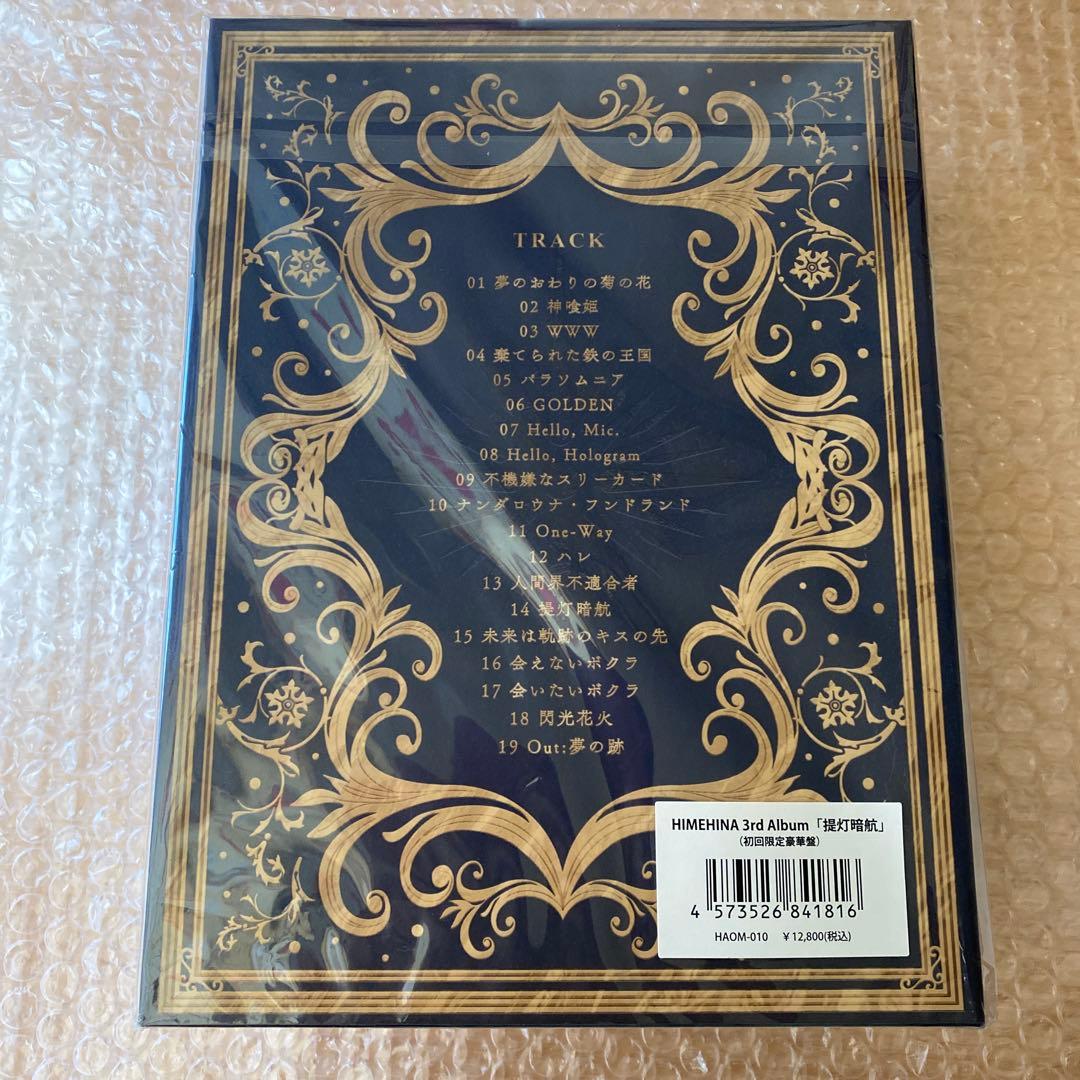 TRACK
01 夢のおわりの菊の花
02 神喰姫
03 WWW
04 棄てられた鉄の王国
05 パラソムニア
06 GOLDEN
07 Hello, Mic.
08 Hello, Hologram
09 不機嫌なスリーカード
10 ナンダロウナ・フンドランド
11 One-Way
12 ハレ
13 人間界不適合者
14 提灯暗航
15 未来は軌跡のキスの先
16 会えないボクラ
17 会いたいボクラ
18 閃光花火
19 Out:夢の跡
HIMEHINA 3rd Album「提灯暗航」
（初回限定豪華盤）
4 573526 841816
HAOM-010 ￥12,800(税込)